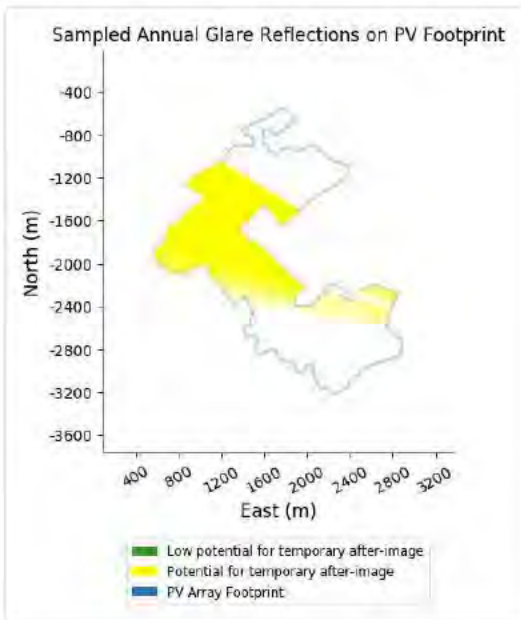 Sampled Annual Glare Reflections on PV Footprint
-400
-800
-1200
-1600
-2000
-2400
-2800
-3200
-3600
North (m)
400
800
1200
1600
2000
2400
2800
3200
East (m)
Low potential for temporary after-image
Potential for temporary after-image
PV Array Footprint